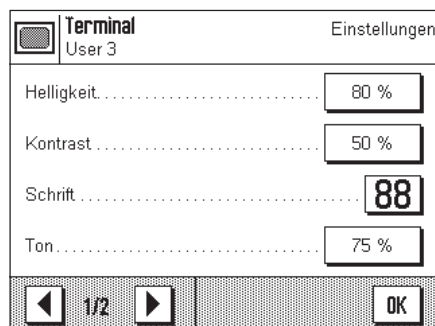 Terminal Einstellungen
User 3
Helligkeit............................ 80 %
Kontrast............................ 50 %
Schrift................................ 88
Ton................................ 75 %
1/2 OK